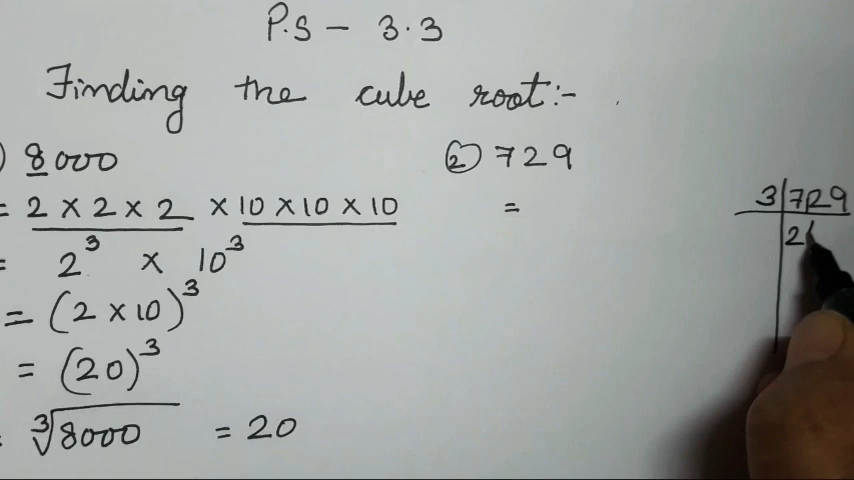 P.S - 3.3
Finding the cube root:-
) 8000
= 2 × 2 × 2 × 10 × 10 × 10
= 2³ × 10³
= (2 × 10)³
= (20)³
= ∛8000 = 20
② 729
=
3 | 729
2